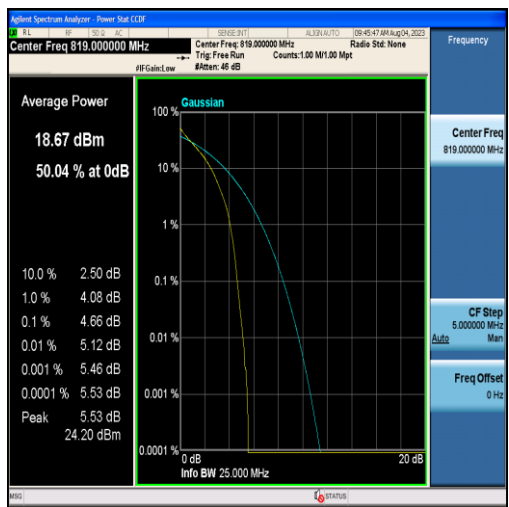 Agilent Spectrum Analyzer - Power Stat CCDF
RL RF 50 Ω AC SENSE:INT ALIGN AUTO 09:45:47 AM Aug 04, 2023
Center Freq 819.000000 MHz
Center Freq: 819.000000 MHz Radio Std: None
Trig: Free Run Counts:1.00 M/1.00 Mpt
#IFGain:Low #Atten: 46 dB
Frequency
Center Freq
819.000000 MHz
CF Step
5.000000 MHz
Auto Man
Freq Offset
0 Hz
Average Power
18.67 dBm
50.04 % at 0dB
10.0 % 2.50 dB
1.0 % 4.08 dB
0.1 % 4.66 dB
0.01 % 5.12 dB
0.001 % 5.46 dB
0.0001 % 5.53 dB
Peak 5.53 dB
24.20 dBm
Gaussian
100 %
10 %
1 %
0.1 %
0.01 %
0.001 %
0.0001 %
0 dB 20 dB
Info BW 25.000 MHz
MSG STATUS